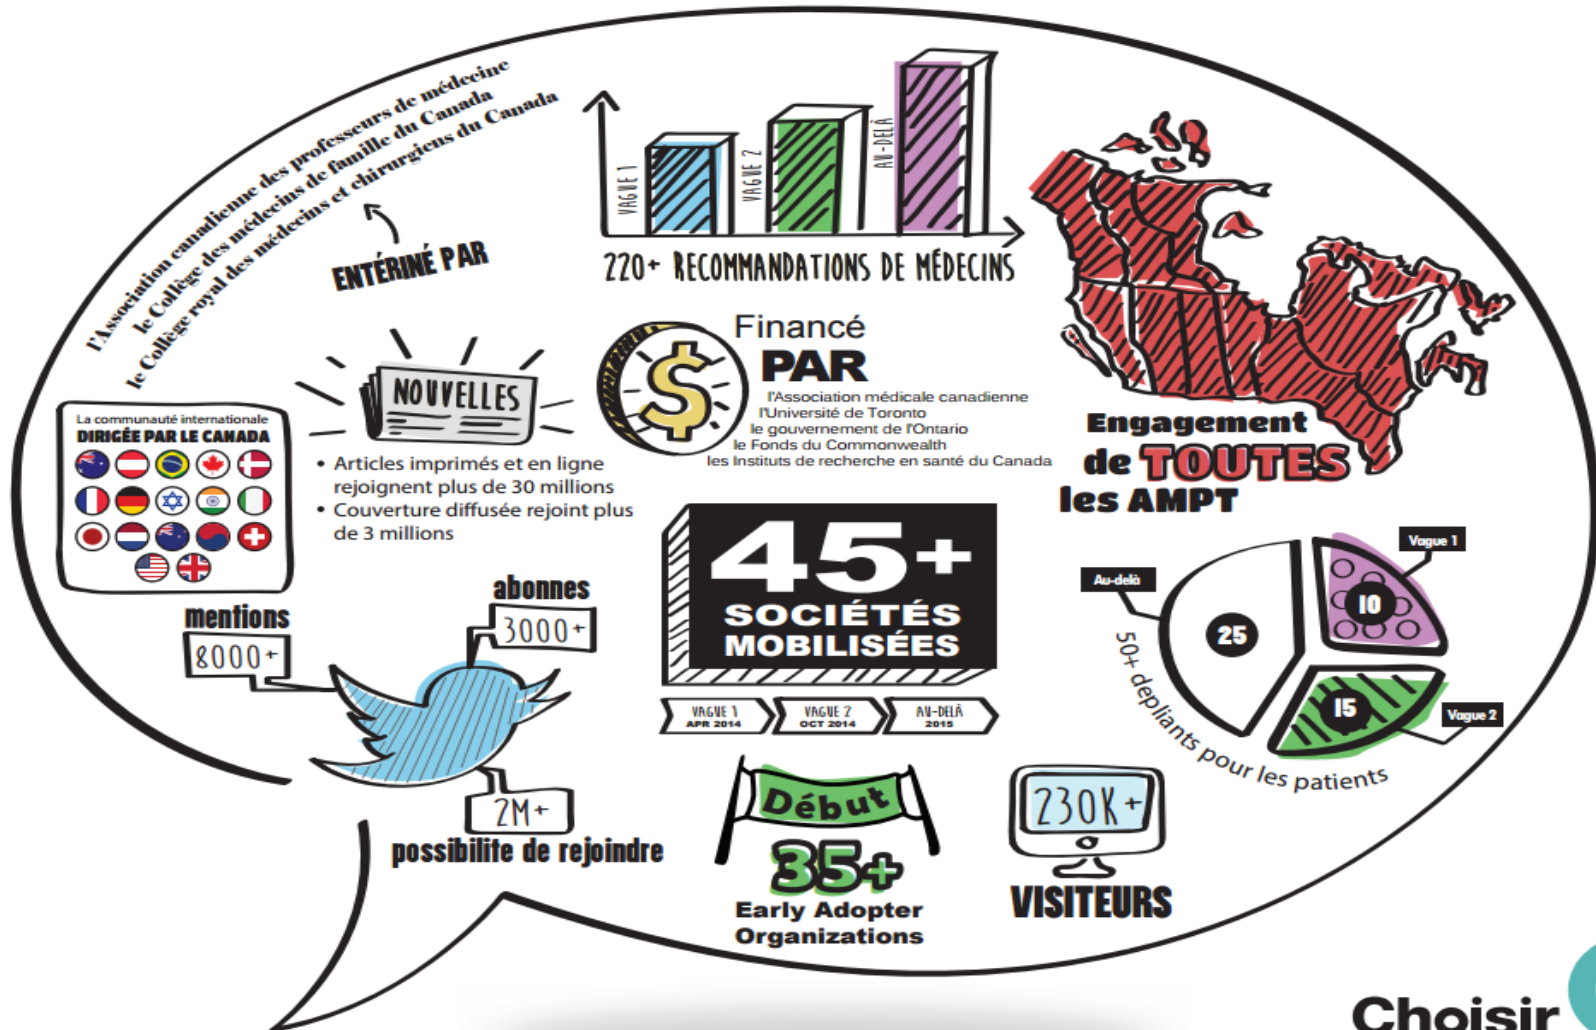 l'Association canadienne des professeurs de médecine
le Collège des médecins de famille du Canada
le Collège royal des médecins et chirurgiens du Canada
ENTÉRINÉ PAR
VAGUE 1
VAGUE 2
AU-DELÀ
220+ RECOMMANDATIONS DE MÉDECINS
La communauté internationale
DIRIGÉE PAR LE CANADA
NOUVELLES
• Articles imprimés et en ligne
rejoignent plus de 30 millions
• Couverture diffusée rejoint plus
de 3 millions
$
Financé
PAR
l'Association médicale canadienne
l'Université de Toronto
le gouvernement de l'Ontario
le Fonds du Commonwealth
les Instituts de recherche en santé du Canada
Engagement
de TOUTES
les AMPT
mentions
8000+
abonnes
3000+
2M+
possibilite de rejoindre
45+
SOCIÉTÉS
MOBILISÉES
VAGUE 1
APR 2014
VAGUE 2
OCT 2014
AU-DELÀ
2015
Au-delà
25
Vague 1
10
15
Vague 2
50+ depliants pour les patients
Début
35+
Early Adopter
Organizations
230K+
VISITEURS
Choisir